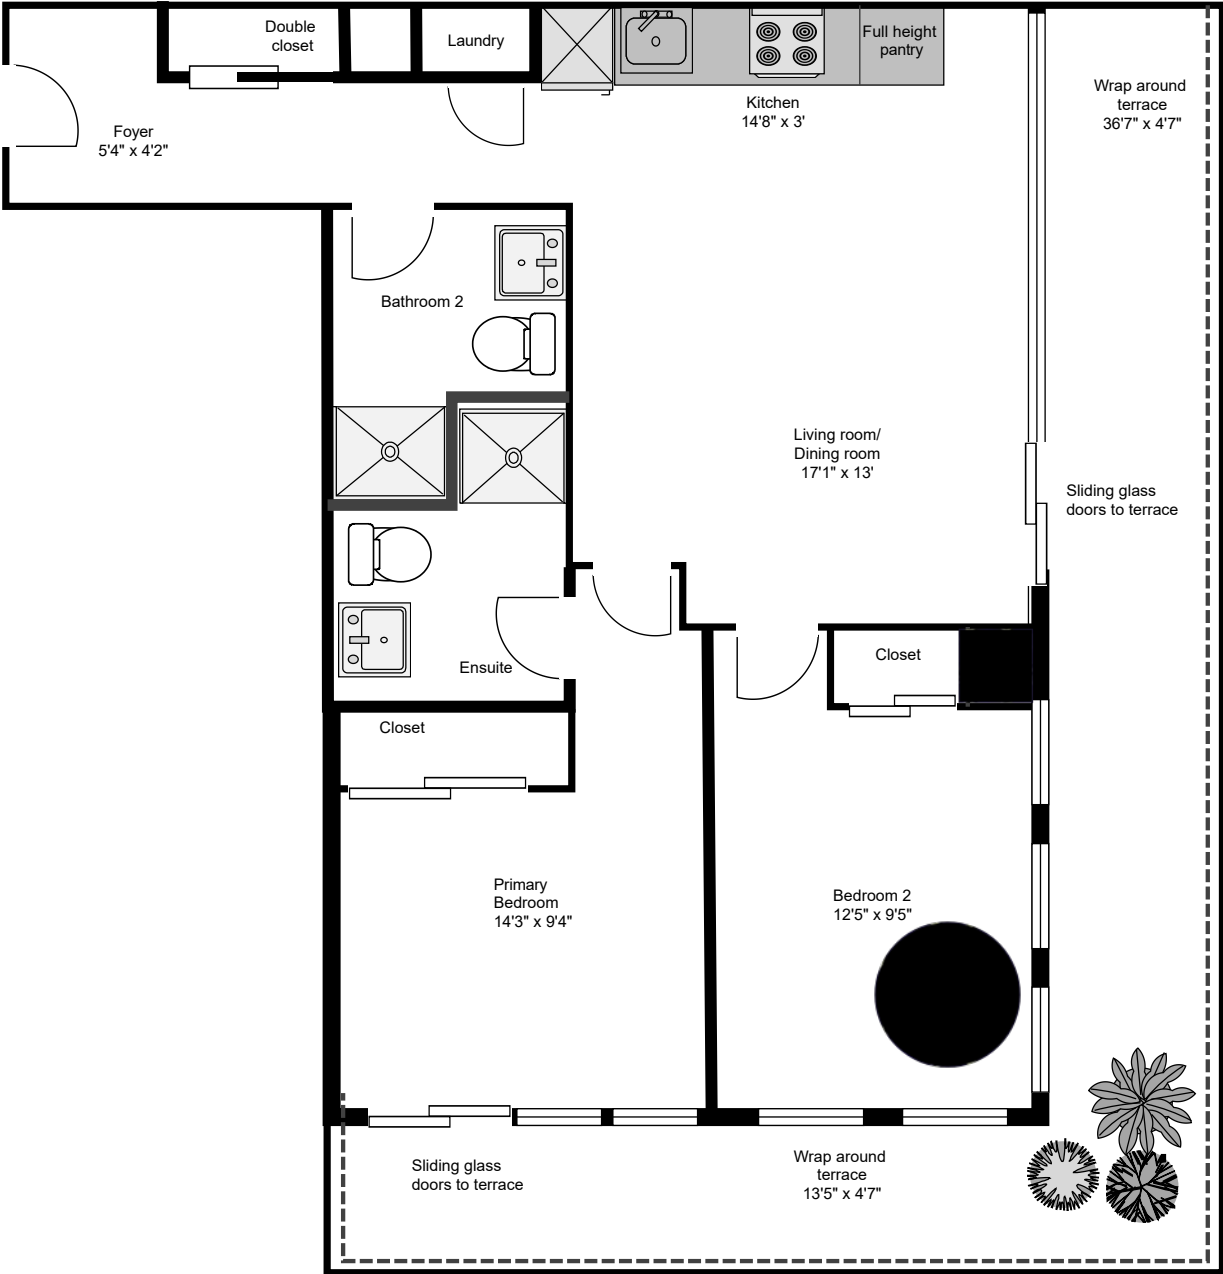 Double
closet
Laundry
Full height
pantry
Kitchen
14'8" x 3'
Wrap around
terrace
36'7" x 4'7"
Foyer
5'4" x 4'2"
Bathroom 2
Living room/
Dining room
17'1" x 13'
Sliding glass
doors to terrace
Ensuite
Closet
Closet
Primary
Bedroom
14'3" x 9'4"
Bedroom 2
12'5" x 9'5"
Sliding glass
doors to terrace
Wrap around
terrace
13'5" x 4'7"